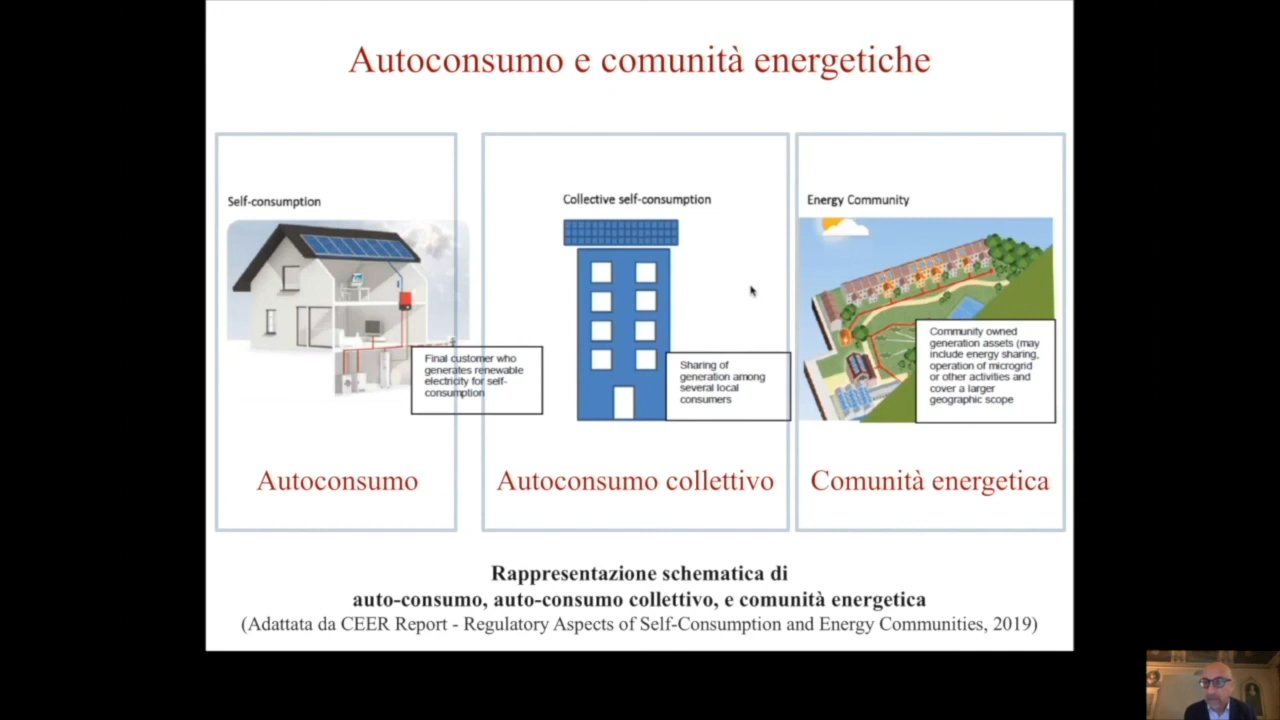 Autoconsumo e comunità energetiche
Self-consumption
Final customer who
generates renewable
electricity for self-
consumption
Autoconsumo
Collective self-consumption
Sharing of
generation among
several local
consumers
Autoconsumo collettivo
Energy Community
Community owned
generation assets (may
include energy sharing,
operation of microgrid
or other activities and
cover a larger
geographic scope
Comunità energetica
Rappresentazione schematica di
auto-consumo, auto-consumo collettivo, e comunità energetica
(Adattata da CEER Report - Regulatory Aspects of Self-Consumption and Energy Communities, 2019)